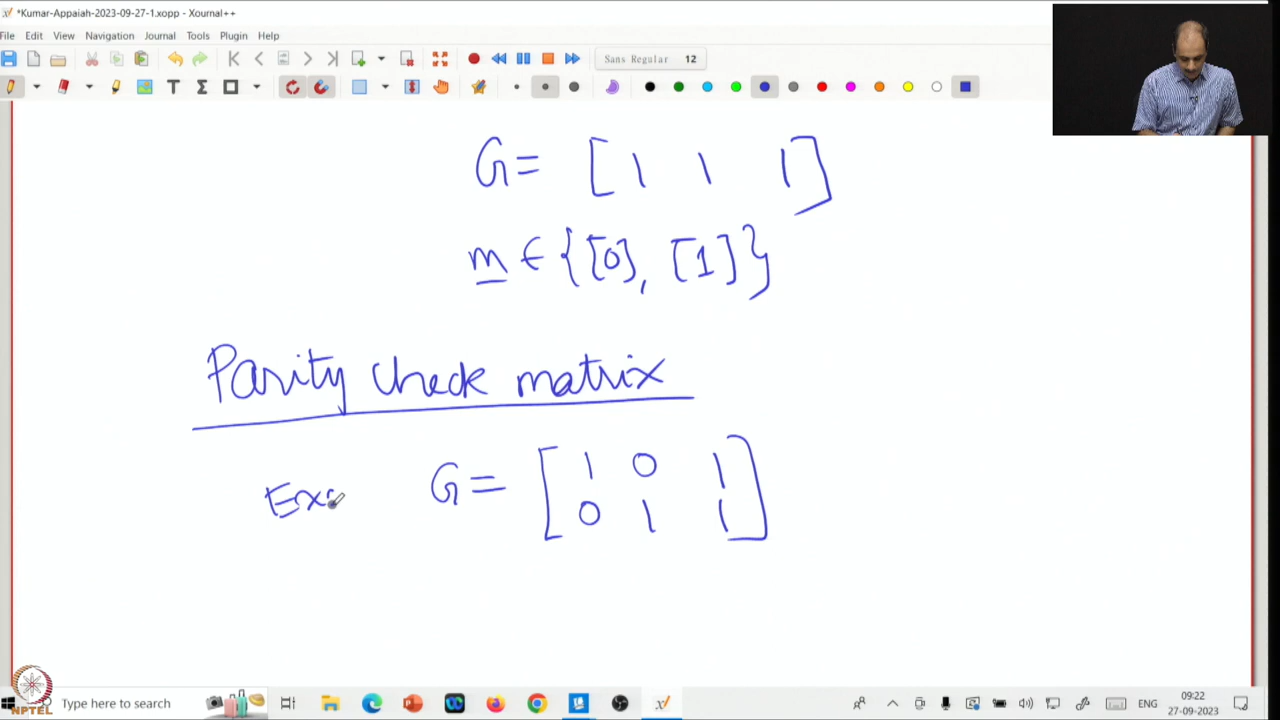 *Kumar-Appaiah-2023-09-27-1.xopp - Xournal++
File Edit View Navigation Journal Tools Plugin Help
Sans Regular 12
G = [ 1 1 1 ]
m ∈ { [0], [1] }
Parity check matrix
Exs G = [ 1 0 1
0 1 1 ]
NPTEL
Type here to search
ENG
09:22
27-09-2023